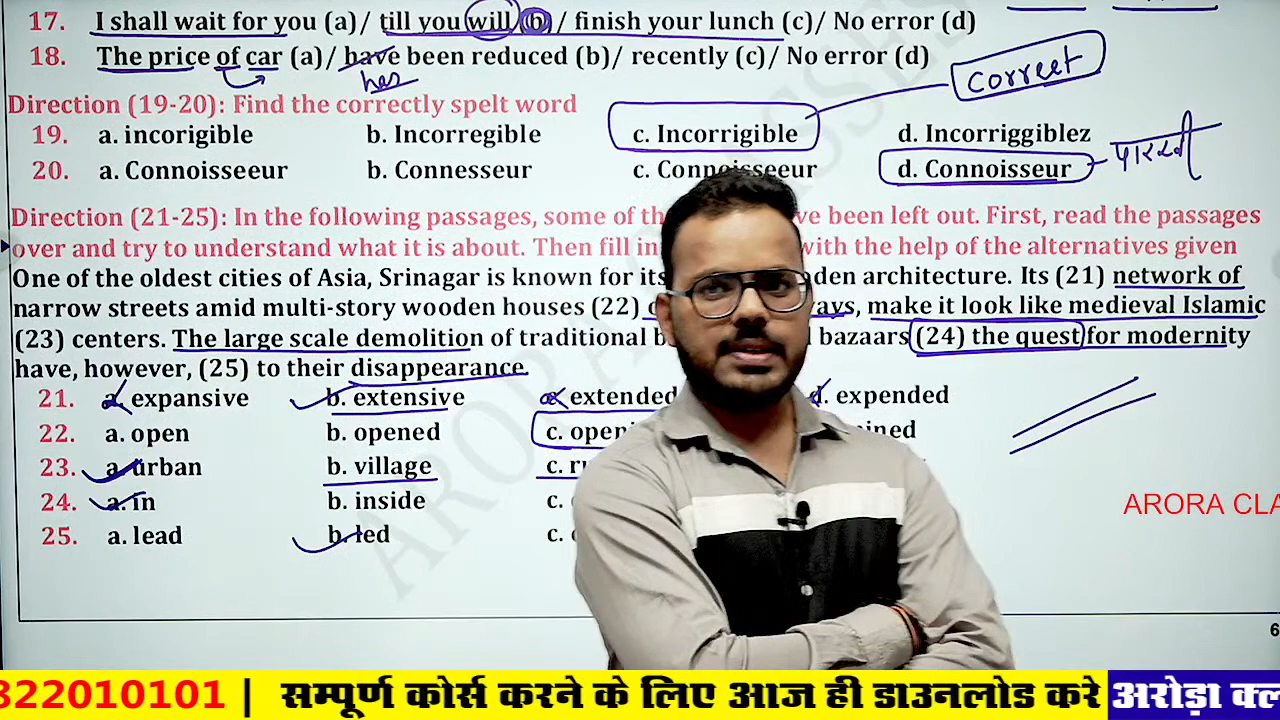 17. I shall wait for you (a)/ till you will (b)/ finish your lunch (c)/ No error (d)
18. The price of car (a)/ have been reduced (b)/ recently (c)/ No error (d)
has
correct
Direction (19-20): Find the correctly spelt word
19. a. incorigible b. Incorregible c. Incorrigible d. Incorriggiblez
20. a. Connoisseeur b. Connesseur c. Connoisseeur d. Connoisseur
Direction (21-25): In the following passages, some of th ve been left out. First, read the passages
over and try to understand what it is about. Then fill in with the help of the alternatives given
One of the oldest cities of Asia, Srinagar is known for its den architecture. Its (21) network of
narrow streets amid multi-story wooden houses (22) ays, make it look like medieval Islamic
(23) centers. The large scale demolition of traditional b bazaars (24) the quest for modernity
have, however, (25) to their disappearance.
21. a. expansive b. extensive extended d. expended
22. a. open b. opened c. openi ined
23. a. urban b. village c. ru
24. a. in b. inside c.
25. a. lead b. led c.
ARORA CLA
6
822010101 | सम्पूर्ण कोर्स करने के लिए आज ही डाउनलोड करे अरोड़ा क्ल